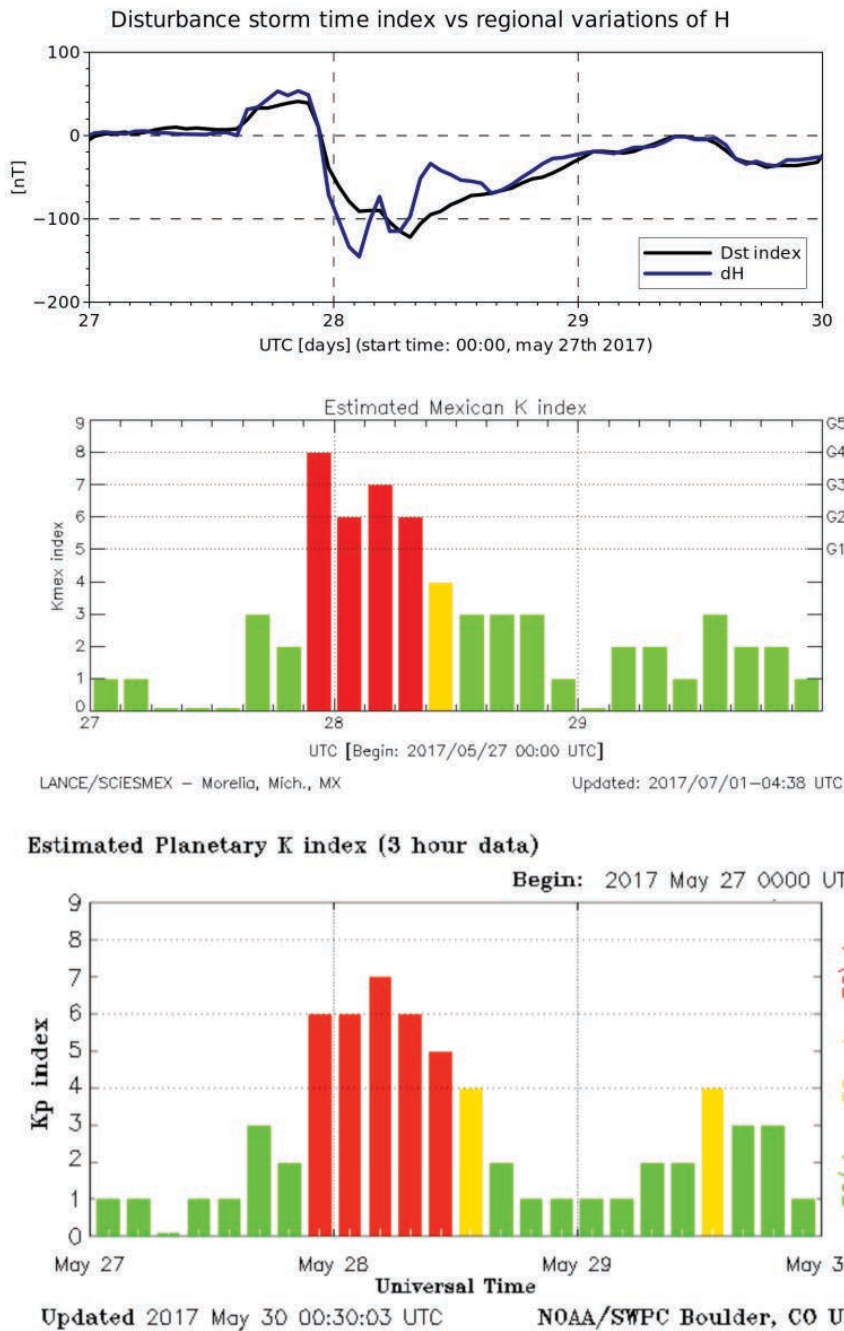 Disturbance storm time index vs regional variations of H
100
0
−100
−200
[nT]
Dst index
dH
27 28 29 30
UTC [days] (start time: 00:00, may 27th 2017)
Estimated Mexican K index
9
8
7
6
5
4
3
2
1
0
Kmex index
G5
G4
G3
G2
G1
27 28 29
UTC [Begin: 2017/05/27 00:00 UTC]
LANCE/SCiESMEX − Morelia, Mich., MX Updated: 2017/07/01−04:38 UTC
Estimated Planetary K index (3 hour data)
Begin: 2017 May 27 0000 UT
9
8
7
6
5
4
3
2
1
0
Kp index
May 27 May 28 May 29 May 3
Universal Time
Updated 2017 May 30 00:30:03 UTC NOAA/SWPC Boulder, CO U